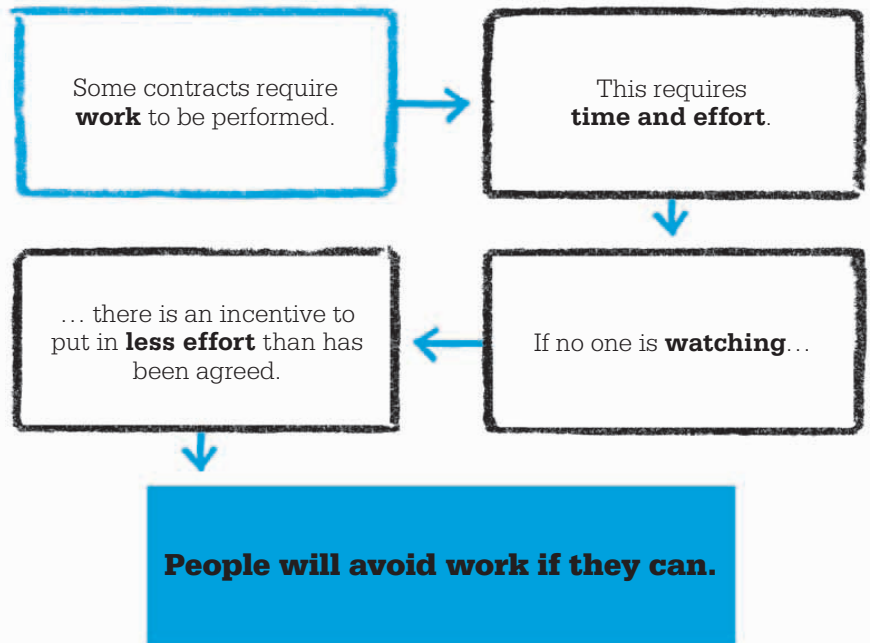 Some contracts require
work to be performed.
This requires
time and effort.
If no one is watching…
… there is an incentive to
put in less effort than has
been agreed.
People will avoid work if they can.